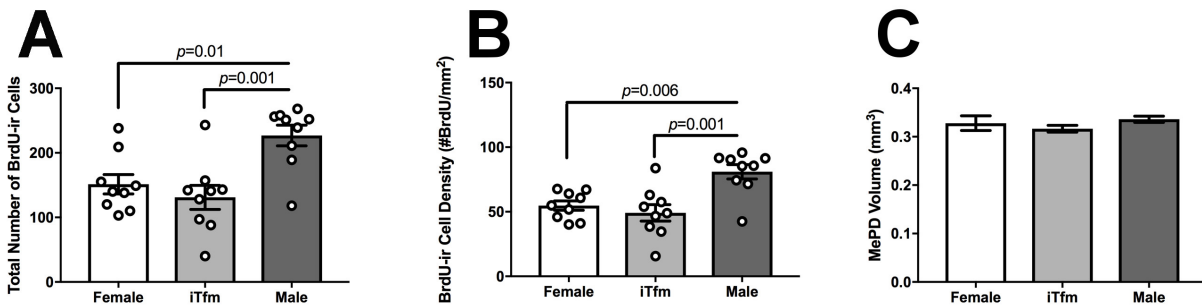 A
Total Number of BrdU-ir Cells
300
200
100
0
p=0.01
p=0.001
Female
iTfm
Male
B
BrdU-ir Cell Density (#BrdU/mm²)
150
100
50
0
p=0.006
p=0.001
Female
iTfm
Male
C
MePD Volume (mm³)
0.4
0.3
0.2
0.1
0.0
Female
iTfm
Male